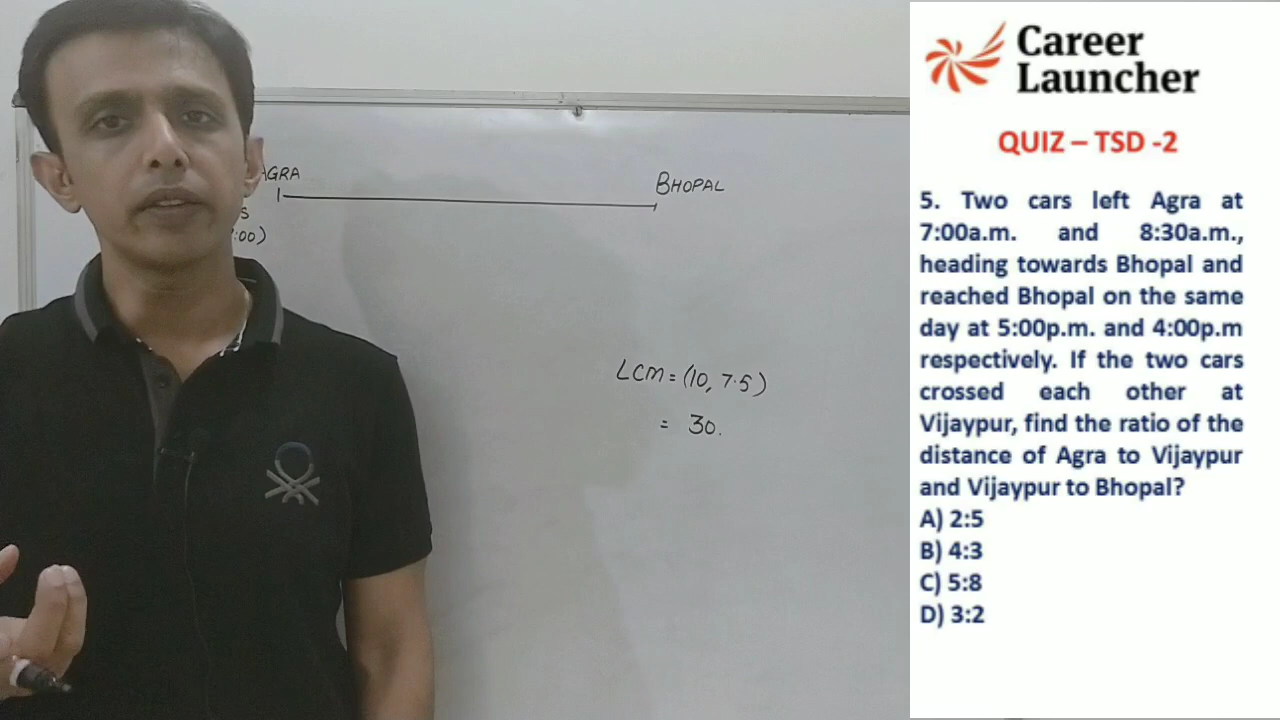 AGRA
BHOPAL
S
:00)
LCM = (10, 7.5)
= 30.
Career
Launcher
QUIZ – TSD -2
5. Two cars left Agra at
7:00a.m. and 8:30a.m.,
heading towards Bhopal and
reached Bhopal on the same
day at 5:00p.m. and 4:00p.m
respectively. If the two cars
crossed each other at
Vijaypur, find the ratio of the
distance of Agra to Vijaypur
and Vijaypur to Bhopal?
A) 2:5
B) 4:3
C) 5:8
D) 3:2